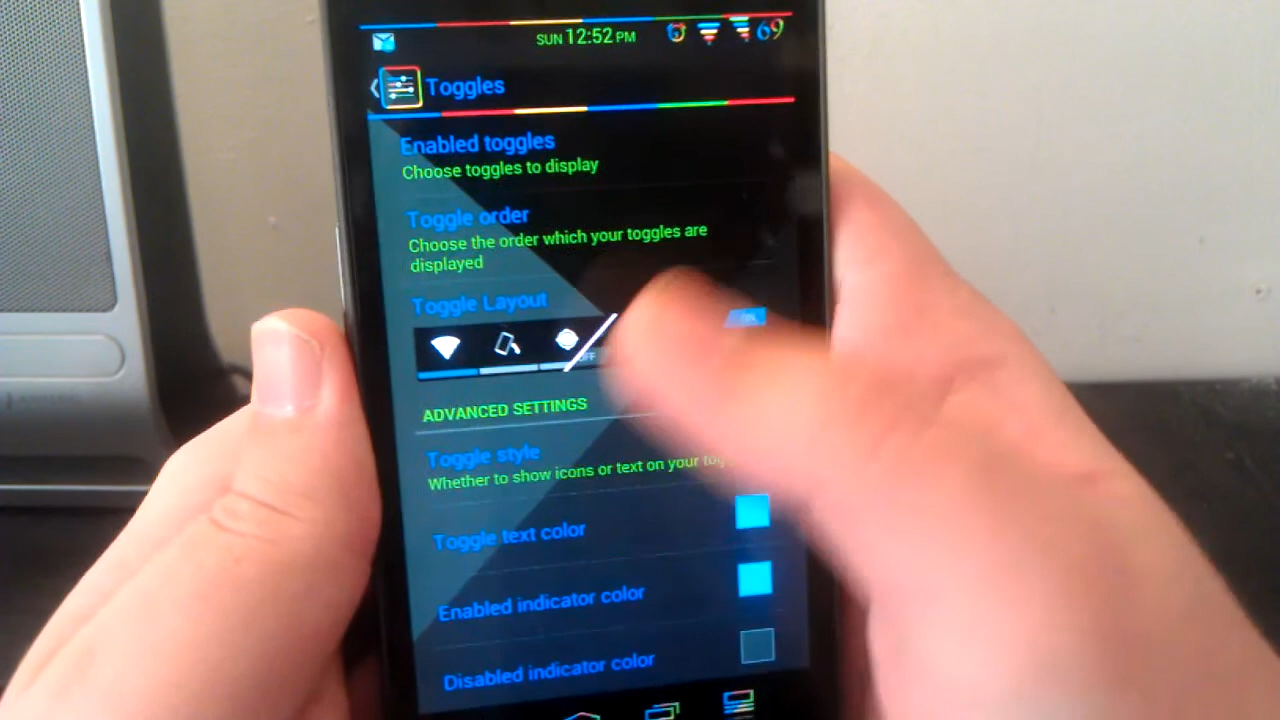 SUN 12:52 PM 69
Toggles
Enabled toggles
Choose toggles to display
Toggle order
Choose the order which your toggles are
displayed
Toggle Layout
ON
OFF
ADVANCED SETTINGS
Toggle style
Whether to show icons or text on your
Toggle text color
Enabled indicator color
Disabled indicator color